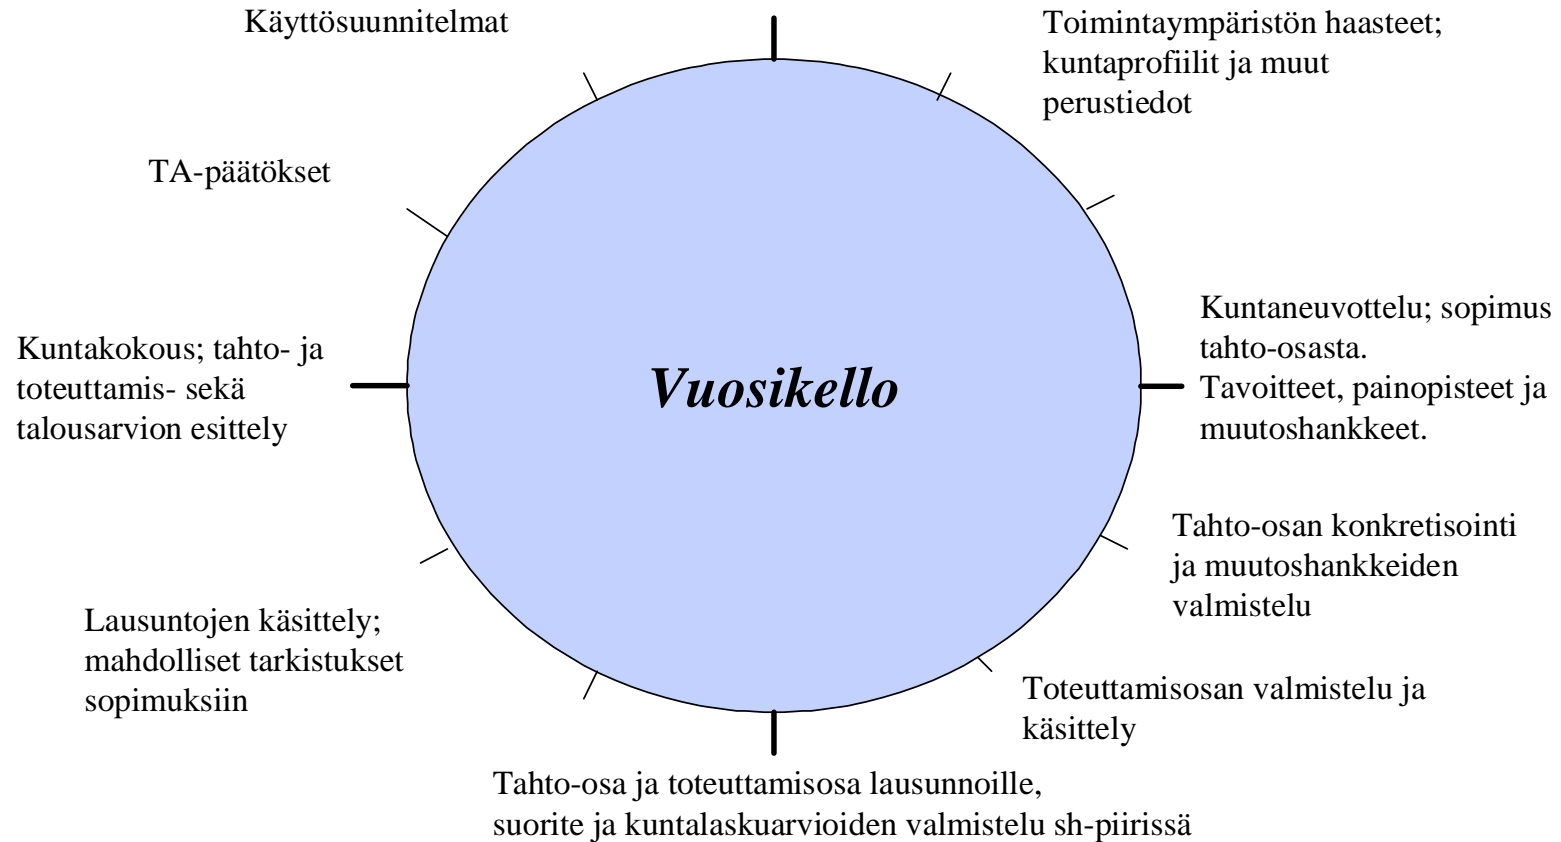 Käyttösuunnitelmat
Toimintaympäristön haasteet;
kuntaprofiilit ja muut
perustiedot
TA-päätökset
Kuntaneuvottelu; sopimus
tahto-osasta.
Tavoitteet, painopisteet ja
muutoshankkeet.
Kuntakokous; tahto- ja
toteuttamis- sekä
talousarvion esittely
Vuosikello
Tahto-osan konkretisointi
ja muutoshankkeiden
valmistelu
Lausuntojen käsittely;
mahdolliset tarkistukset
sopimuksiin
Toteuttamisosan valmistelu ja
käsittely
Tahto-osa ja toteuttamisosa lausunnoille,
suorite ja kuntalaskuarvioiden valmistelu sh-piirissä